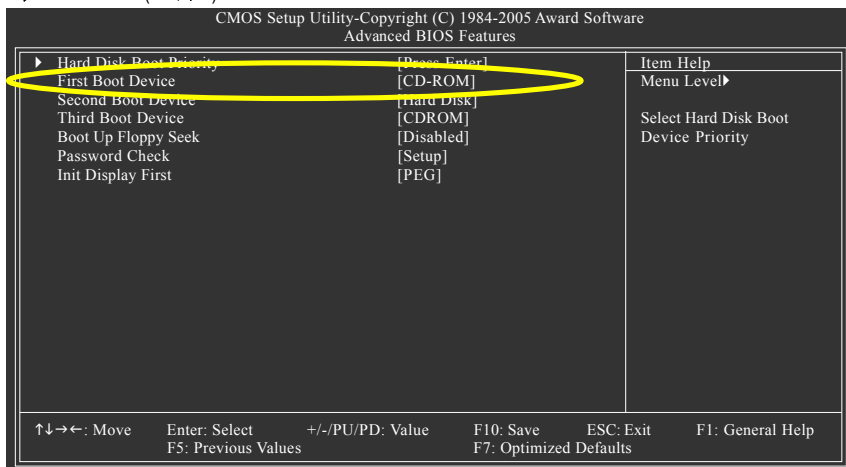 CMOS Setup Utility-Copyright (C) 1984-2005 Award Software
Advanced BIOS Features
Hard Disk Boot Priority [Press Enter] Item Help
First Boot Device [CD-ROM] Menu Level
Second Boot Device [Hard Disk]
Third Boot Device [CDROM] Select Hard Disk Boot
Boot Up Floppy Seek [Disabled] Device Priority
Password Check [Setup]
Init Display First [PEG]
↑↓→←: Move Enter: Select +/-/PU/PD: Value F10: Save ESC: Exit F1: General Help
F5: Previous Values F7: Optimized Defaults